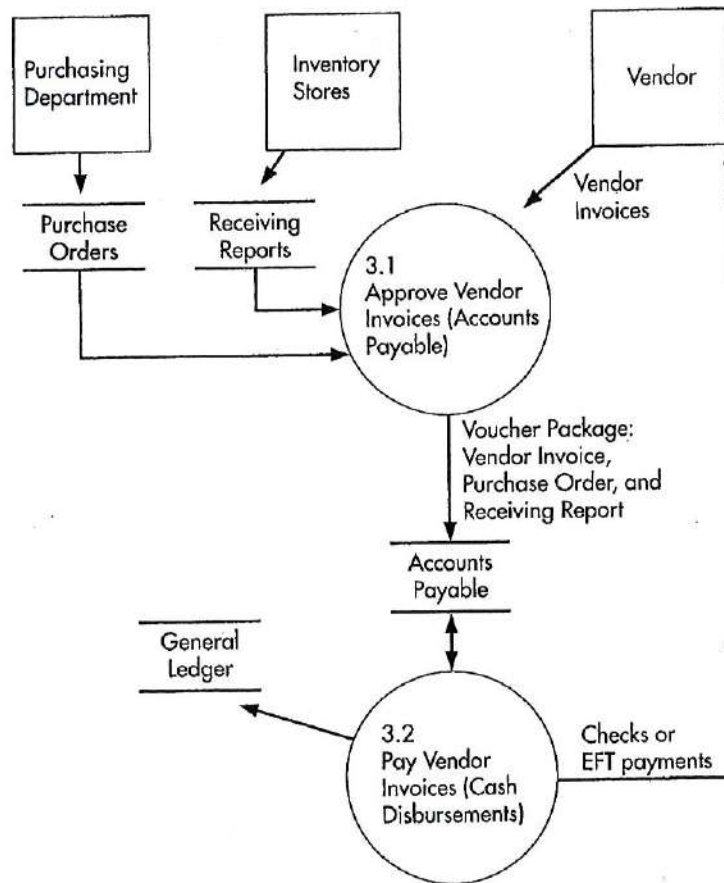 Purchasing
Department
Inventory
Stores
Vendor
Vendor
Invoices
Purchase
Orders
Receiving
Reports
3.1
Approve Vendor
Invoices (Accounts
Payable)
Voucher Package:
Vendor Invoice,
Purchase Order, and
Receiving Report
Accounts
Payable
General
Ledger
3.2
Pay Vendor
Invoices (Cash
Disbursements)
Checks or
EFT payments